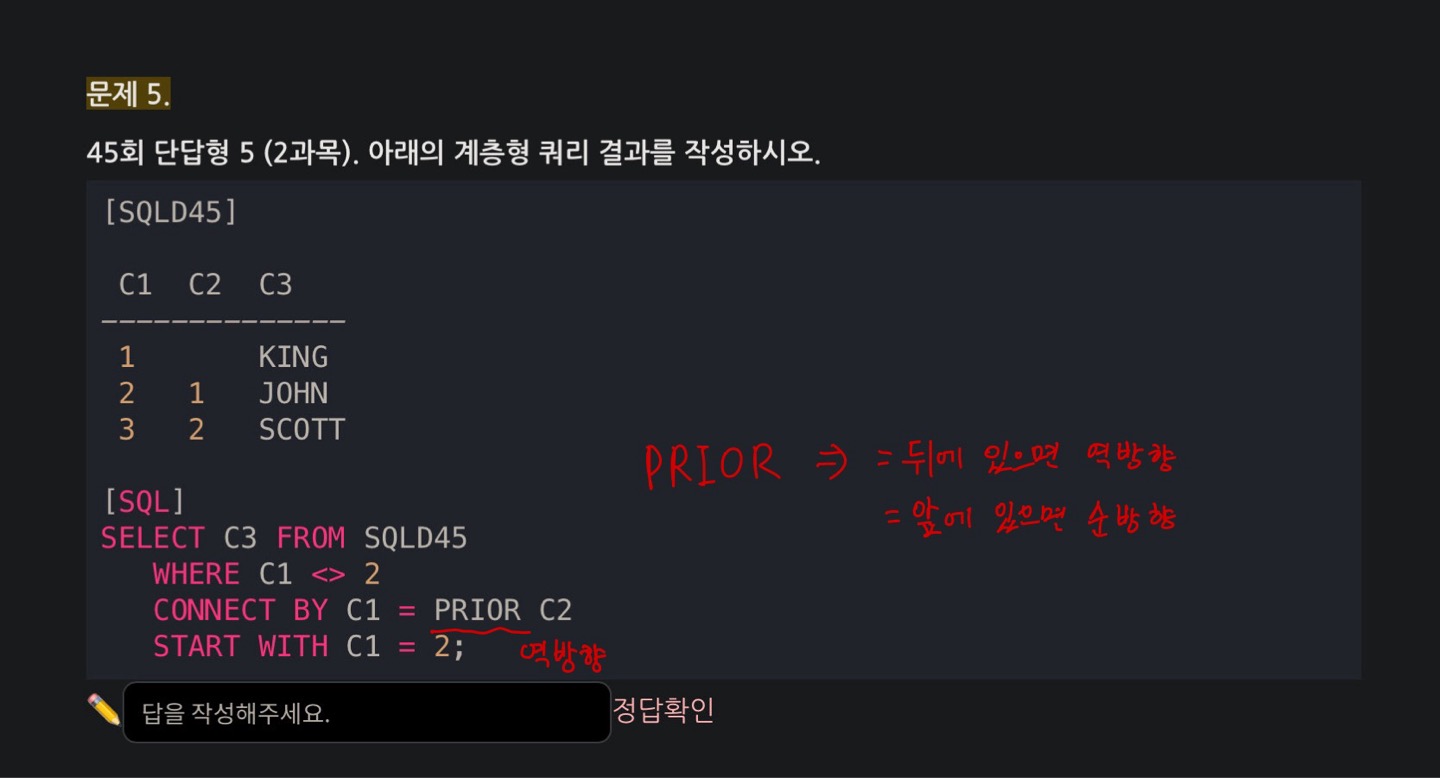 문제 5.
45회 단답형 5 (2과목). 아래의 계층형 쿼리 결과를 작성하시오.
[SQLD45]
C1 C2 C3
--------------
1 KING
2 1 JOHN
3 2 SCOTT
PRIOR ⇒ = 뒤에 있으면 역방향
= 앞에 있으면 순방향
[SQL]
SELECT C3 FROM SQLD45
WHERE C1 <> 2
CONNECT BY C1 = PRIOR C2
START WITH C1 = 2; 역방향
✏️ 답을 작성해주세요. 정답확인